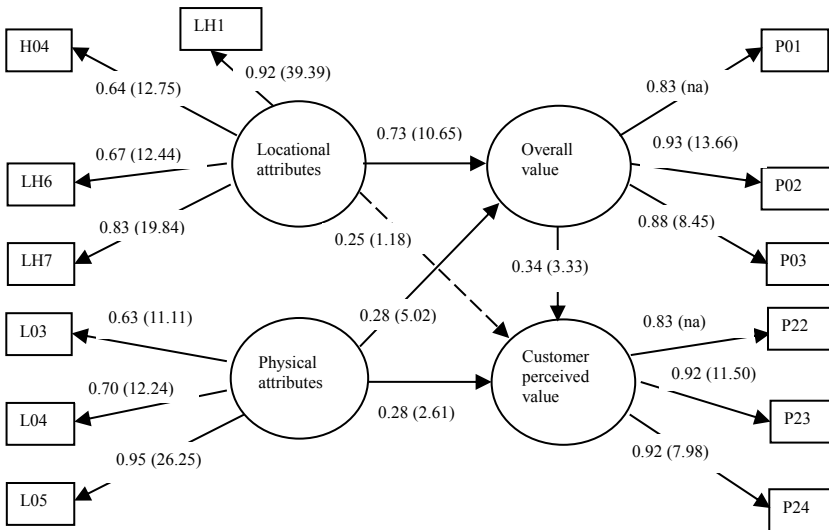 LH1
H04
P01
0.92 (39.39)
0.64 (12.75)
0.83 (na)
0.73 (10.65)
Locational
attributes
Overall
value
0.93 (13.66)
0.67 (12.44)
LH6
P02
0.83 (19.84)
0.88 (8.45)
0.25 (1.18)
LH7
P03
0.34 (3.33)
0.63 (11.11)
0.28 (5.02)
0.83 (na)
L03
P22
Physical
attributes
Customer
perceived
value
0.92 (11.50)
0.70 (12.24)
0.28 (2.61)
L04
P23
0.95 (26.25)
0.92 (7.98)
L05
P24